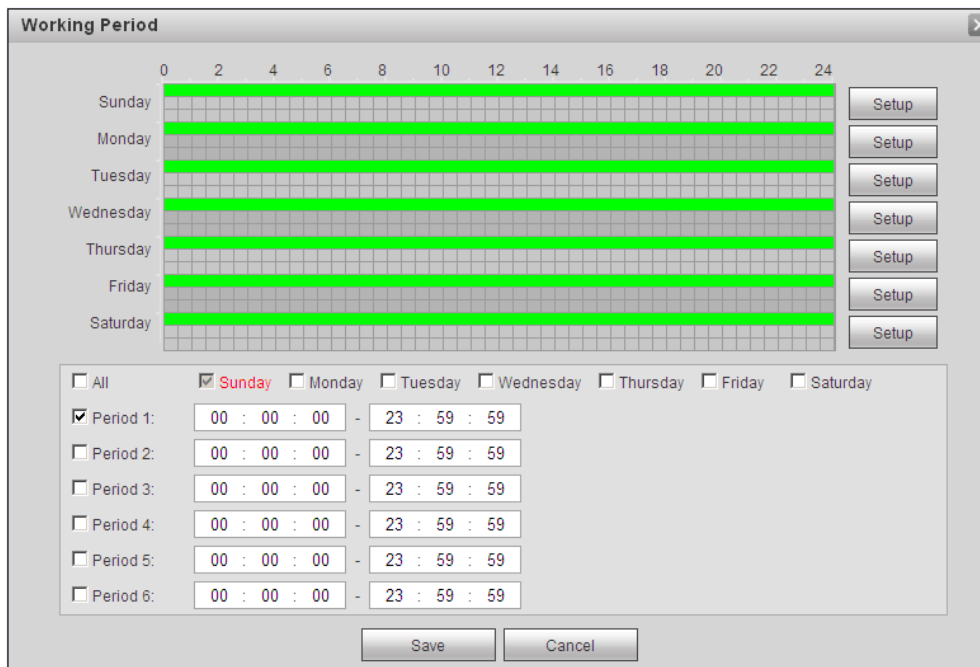 Working Period
0 2 4 6 8 10 12 14 16 18 20 22 24
Sunday Setup
Monday Setup
Tuesday Setup
Wednesday Setup
Thursday Setup
Friday Setup
Saturday Setup
All Sunday Monday Tuesday Wednesday Thursday Friday Saturday
Period 1: 00 : 00 : 00 - 23 : 59 : 59
Period 2: 00 : 00 : 00 - 23 : 59 : 59
Period 3: 00 : 00 : 00 - 23 : 59 : 59
Period 4: 00 : 00 : 00 - 23 : 59 : 59
Period 5: 00 : 00 : 00 - 23 : 59 : 59
Period 6: 00 : 00 : 00 - 23 : 59 : 59
Save Cancel